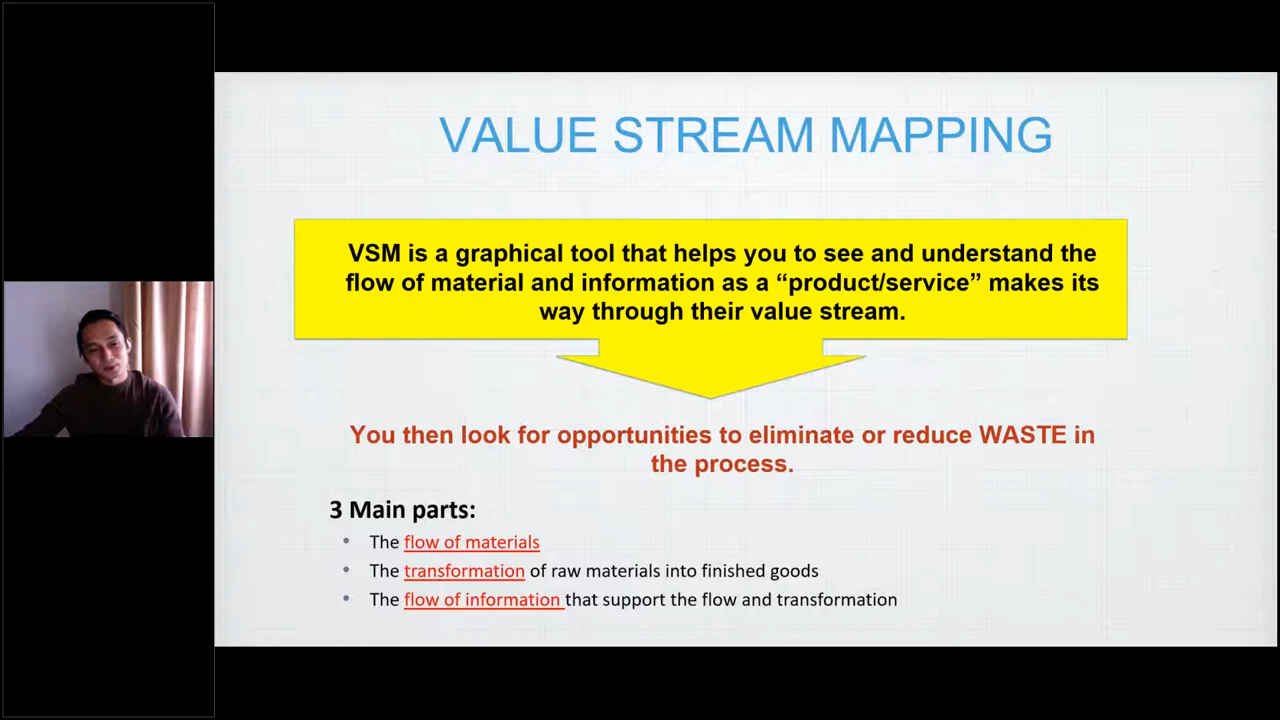 VALUE STREAM MAPPING
VSM is a graphical tool that helps you to see and understand the
flow of material and information as a “product/service” makes its
way through their value stream.
You then look for opportunities to eliminate or reduce WASTE in
the process.
3 Main parts:
• The flow of materials
• The transformation of raw materials into finished goods
• The flow of information that support the flow and transformation